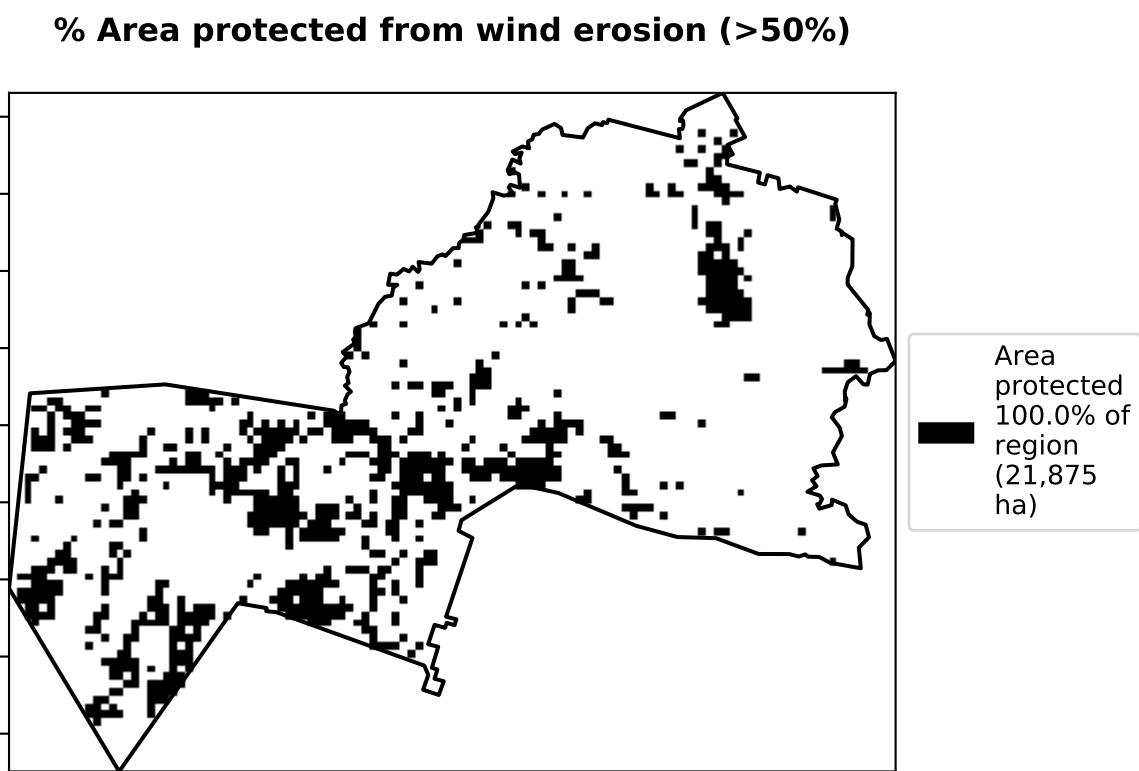 % Area protected from wind erosion (>50%)
Area
protected
100.0% of
region
(21,875
ha)